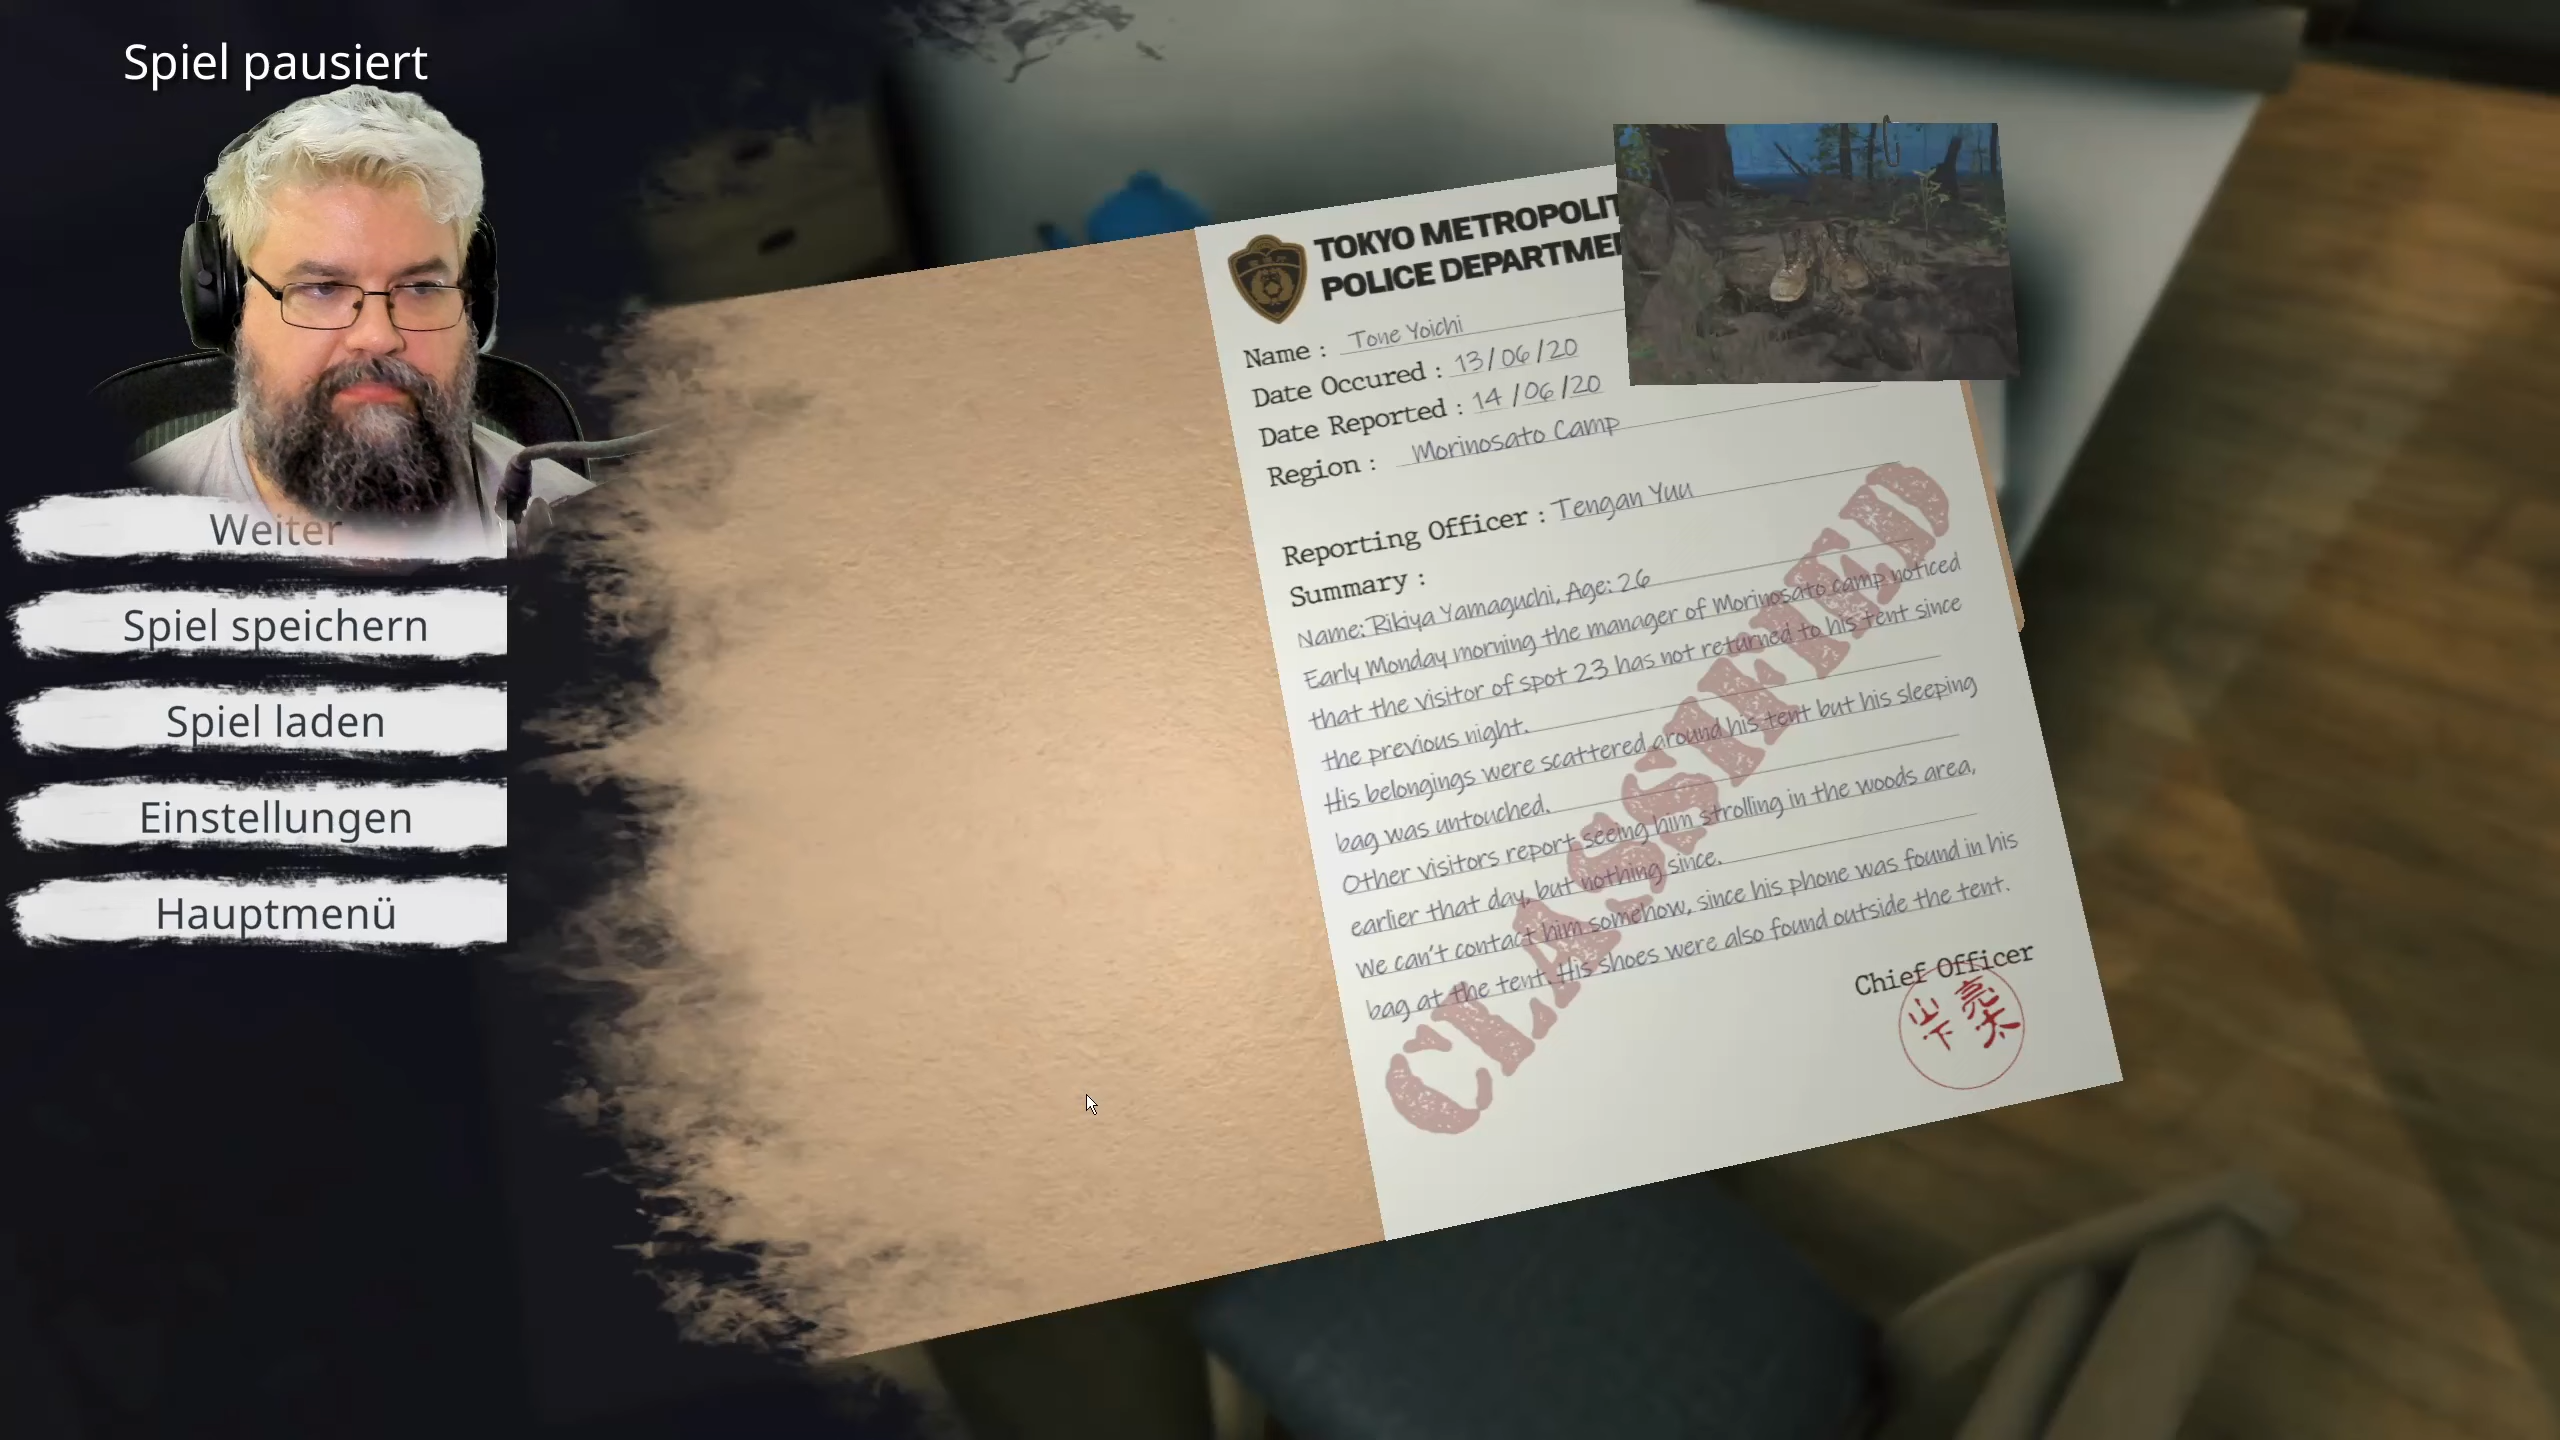 Spiel pausiert
Weiter
Spiel speichern
Spiel laden
Einstellungen
Hauptmenü
TOKYO METROPOLIT
POLICE DEPARTME
Name : Tone Yoichi
Date Occured : 13/06/20
Date Reported : 14/06/20
Region : Morinosato Camp
Reporting Officer : Tengan Yuu
Summary :
Name: Rikiya Yamaguchi, Age: 26
Early Monday morning the manager of Morinosato camp noticed
that the visitor of spot 23 has not returned to his tent since
the previous night.
His belongings were scattered around his tent but his sleeping
bag was untouched.
Other visitors report seeing him strolling in the woods area,
earlier that day, but nothing since.
We can't contact him somehow, since his phone was found in his
bag at the tent. His shoes were also found outside the tent.
CLASSIFIED
Chief Officer
山下
亮太